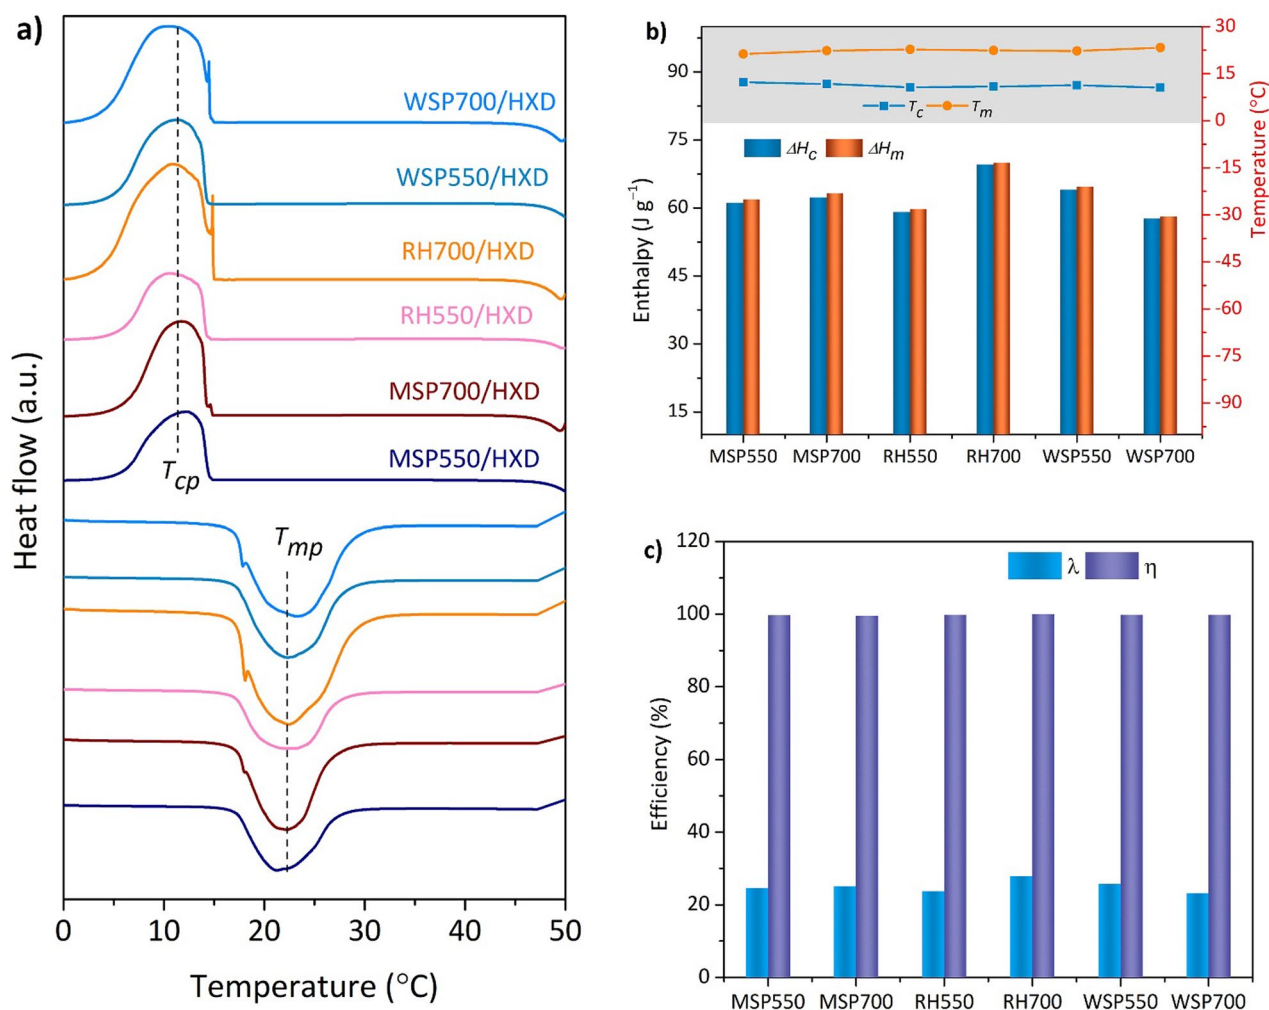 a)
WSP700/HXD
WSP550/HXD
RH700/HXD
RH550/HXD
MSP700/HXD
MSP550/HXD
Tcp
Tmp
Heat flow (a.u.)
0 10 20 30 40 50
Temperature (°C)
b)
90
75
60
45
30
15
Enthalpy (J g⁻¹)
Tc Tm
ΔHc ΔHm
30
15
0
-15
-30
-45
-60
-75
-90
Temperature (°C)
MSP550 MSP700 RH550 RH700 WSP550 WSP700
c)
120
100
80
60
40
20
0
Efficiency (%)
λ η
MSP550 MSP700 RH550 RH700 WSP550 WSP700